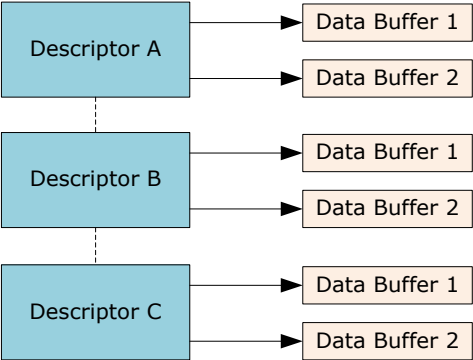 Descriptor A
Data Buffer 1
Data Buffer 2
Descriptor B
Data Buffer 1
Data Buffer 2
Descriptor C
Data Buffer 1
Data Buffer 2